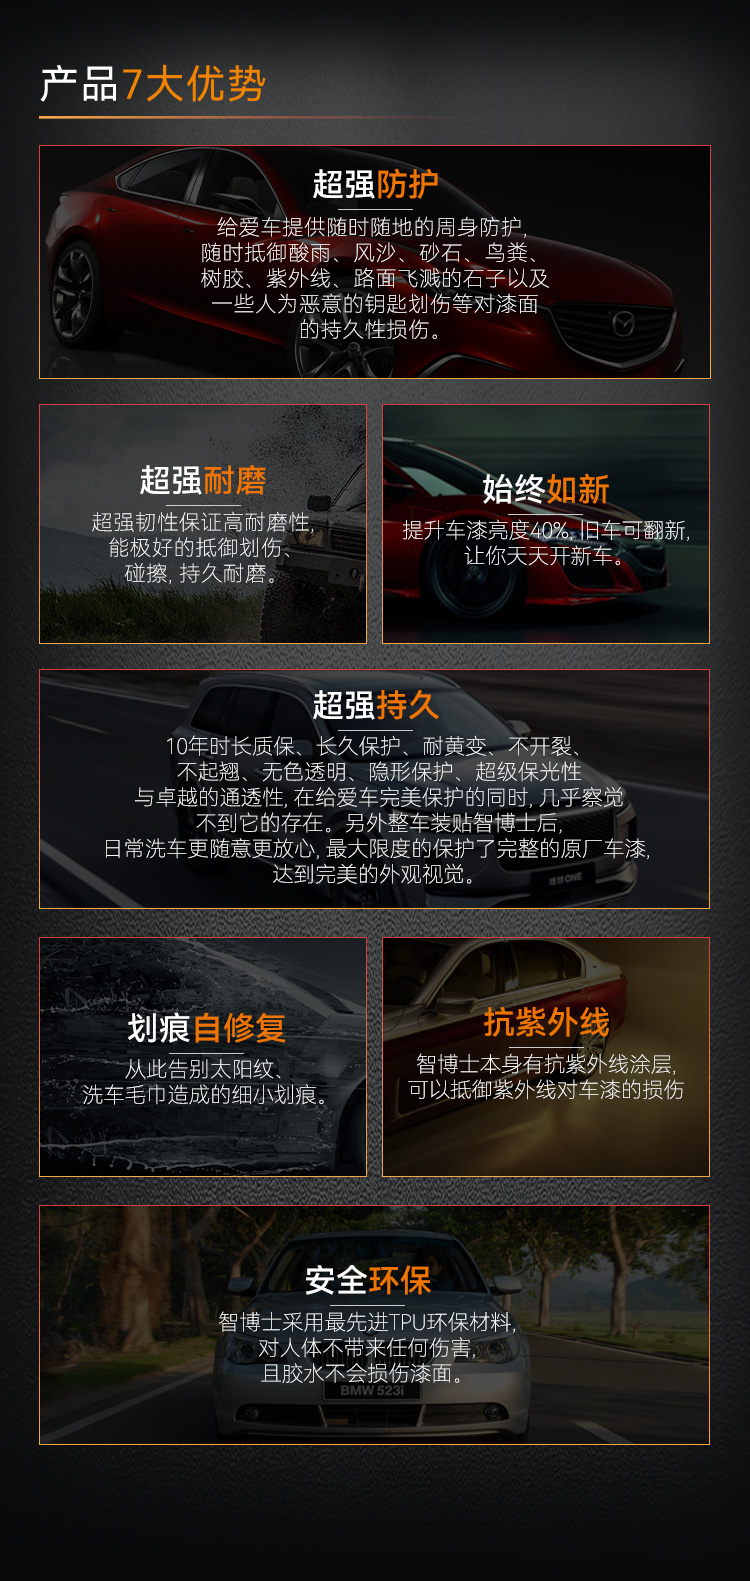 产品7大优势
超强防护
给爱车提供随时随地的周身防护,
随时抵御酸雨、风沙、砂石、鸟粪、
树胶、紫外线、路面飞溅的石子以及
一些人为恶意的钥匙划伤等对漆面
的持久性损伤。
超强耐磨
超强韧性保证高耐磨性,
能极好的抵御划伤、
碰擦, 持久耐磨。
始终如新
提升车漆亮度40%, 旧车可翻新,
让你天天开新车。
超强持久
10年时长质保、长久保护、耐黄变、不开裂、
不起翘、无色透明、隐形保护、超级保光性
与卓越的通透性, 在给爱车完美保护的同时, 几乎察觉
不到它的存在。另外整车装贴智博士后,
日常洗车更随意更放心, 最大限度的保护了完整的原厂车漆,
达到完美的外观视觉。
理想ONE
划痕自修复
从此告别太阳纹、
洗车毛巾造成的细小划痕。
抗紫外线
智博士本身有抗紫外线涂层,
可以抵御紫外线对车漆的损伤
安全环保
智博士采用最先进TPU环保材料,
对人体不带来任何伤害,
且胶水不会损伤漆面。
BMW 523i